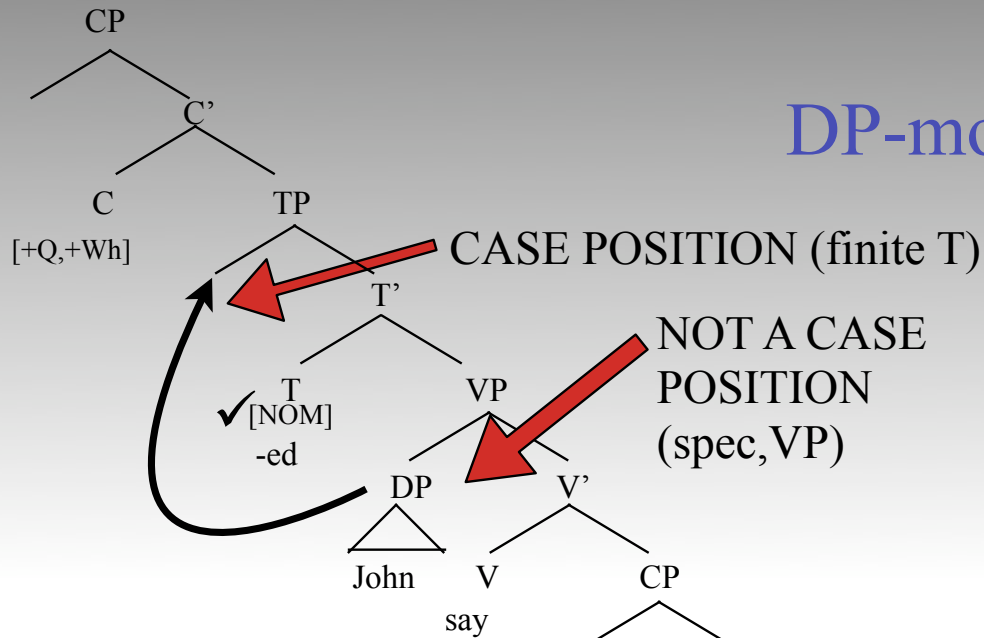 CP
C’
DP-mo
C
TP
[+Q,+Wh]
CASE POSITION (finite T)
T’
NOT A CASE
POSITION
(spec,VP)
T
VP
✓[NOM]
-ed
DP
V’
John
V
CP
say